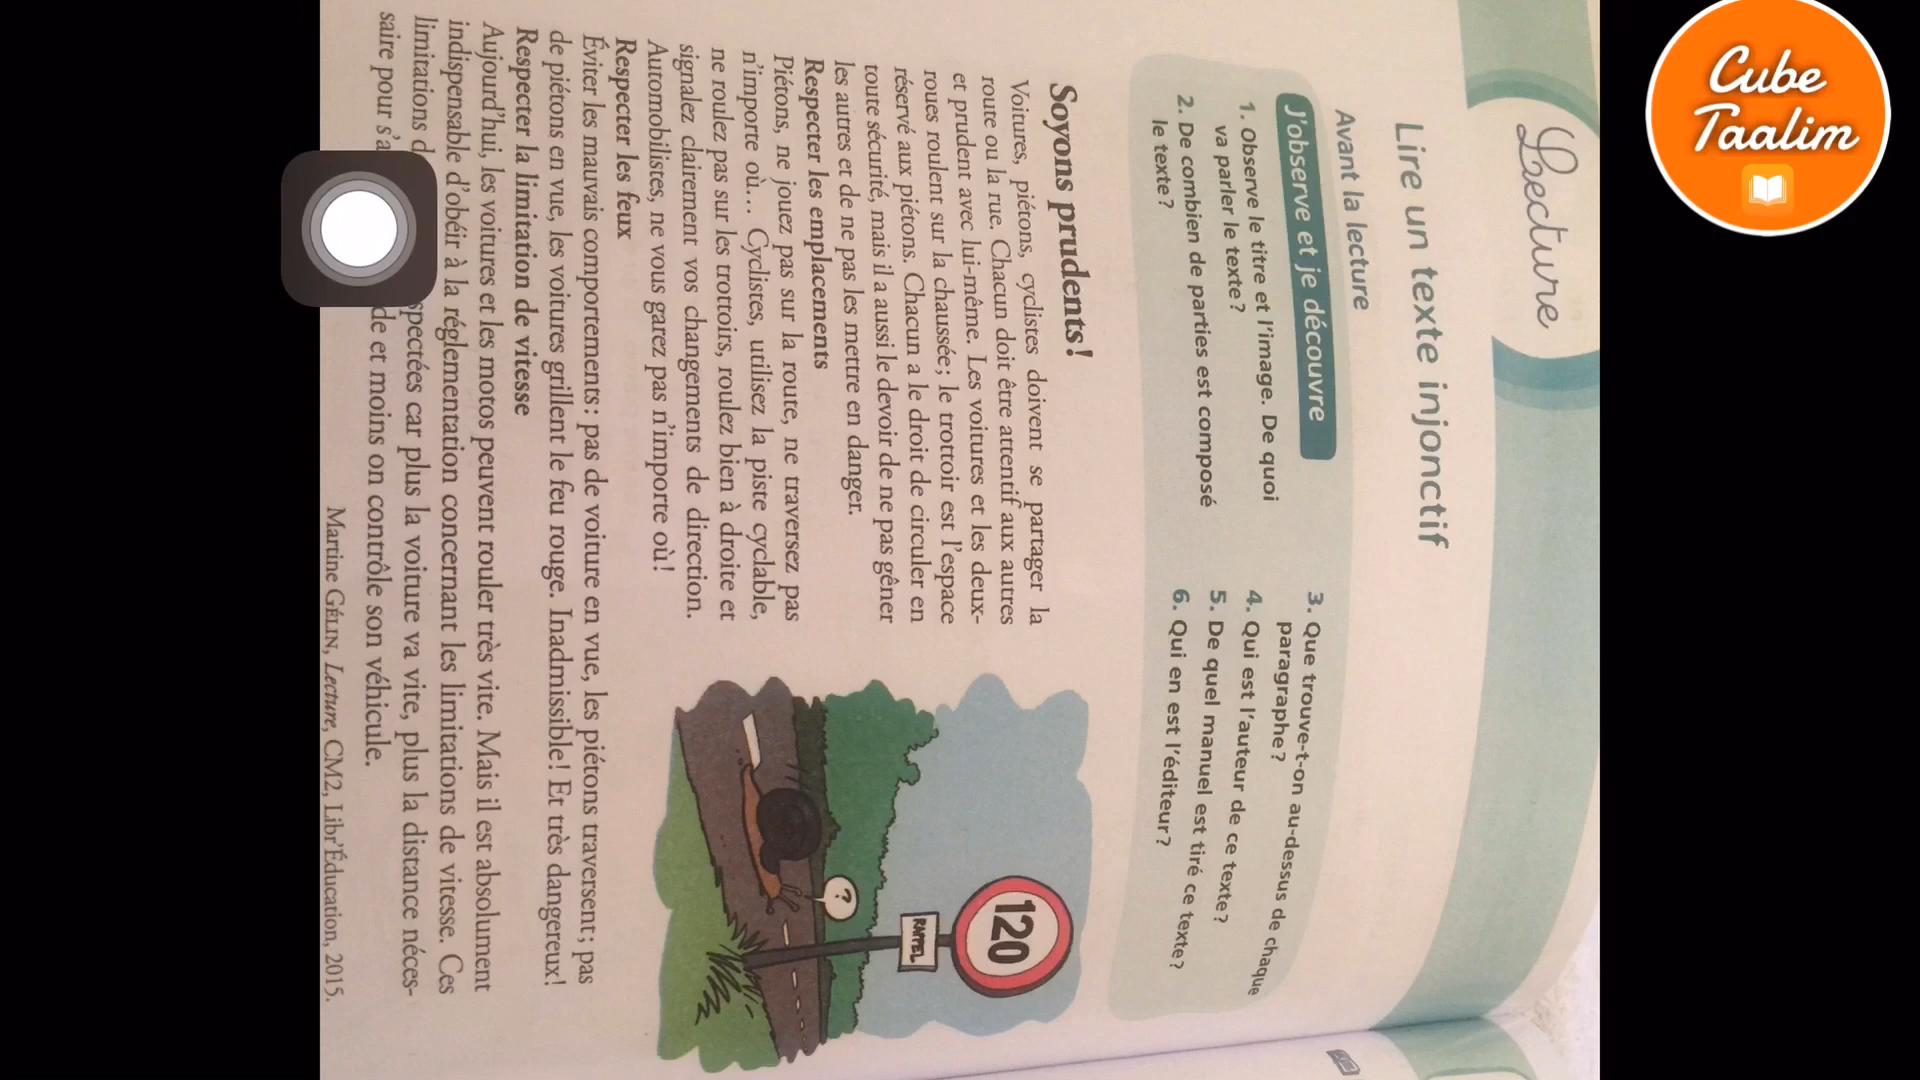 Cube
Taalim
Lecture
Lire un texte injonctif
Avant la lecture
J'observe et je découvre
1. Observe le titre et l'image. De quoi
va parler le texte?
2. De combien de parties est composé
le texte?
3. Que trouve-t-on au-dessus de chaque
paragraphe?
4. Qui est l'auteur de ce texte?
5. De quel manuel est tiré ce texte?
6. Qui en est l'éditeur?
Soyons prudents!
Voitures, piétons, cyclistes doivent se partager la
route ou la rue. Chacun doit être attentif aux autres
et prudent avec lui-même. Les voitures et les deux-
roues roulent sur la chaussée; le trottoir est l'espace
réservé aux piétons. Chacun a le droit de circuler en
toute sécurité, mais il a aussi le devoir de ne pas gêner
les autres et de ne pas les mettre en danger.
Respecter les emplacements
Piétons, ne jouez pas sur la route, ne traversez pas
n'importe où... Cyclistes, utilisez la piste cyclable,
ne roulez pas sur les trottoirs, roulez bien à droite et
signalez clairement vos changements de direction.
Automobilistes, ne vous garez pas n'importe où!
Respecter les feux
Éviter les mauvais comportements: pas de voiture en vue, les piétons traversent; pas
de piétons en vue, les voitures grillent le feu rouge. Inadmissible! Et très dangereux!
Respecter la limitation de vitesse
Aujourd'hui, les voitures et les motos peuvent rouler très vite. Mais il est absolument
indispensable d'obéir à la réglementation concernant les limitations de vitesse. Ces
limitations spectées car plus la voiture va vite, plus la distance néces-
saire pour de et moins on contrôle son véhicule.
Martine GÉLIN, Lecture, CM2, Libr'Éducation, 2015.
120
RAPPEL
?